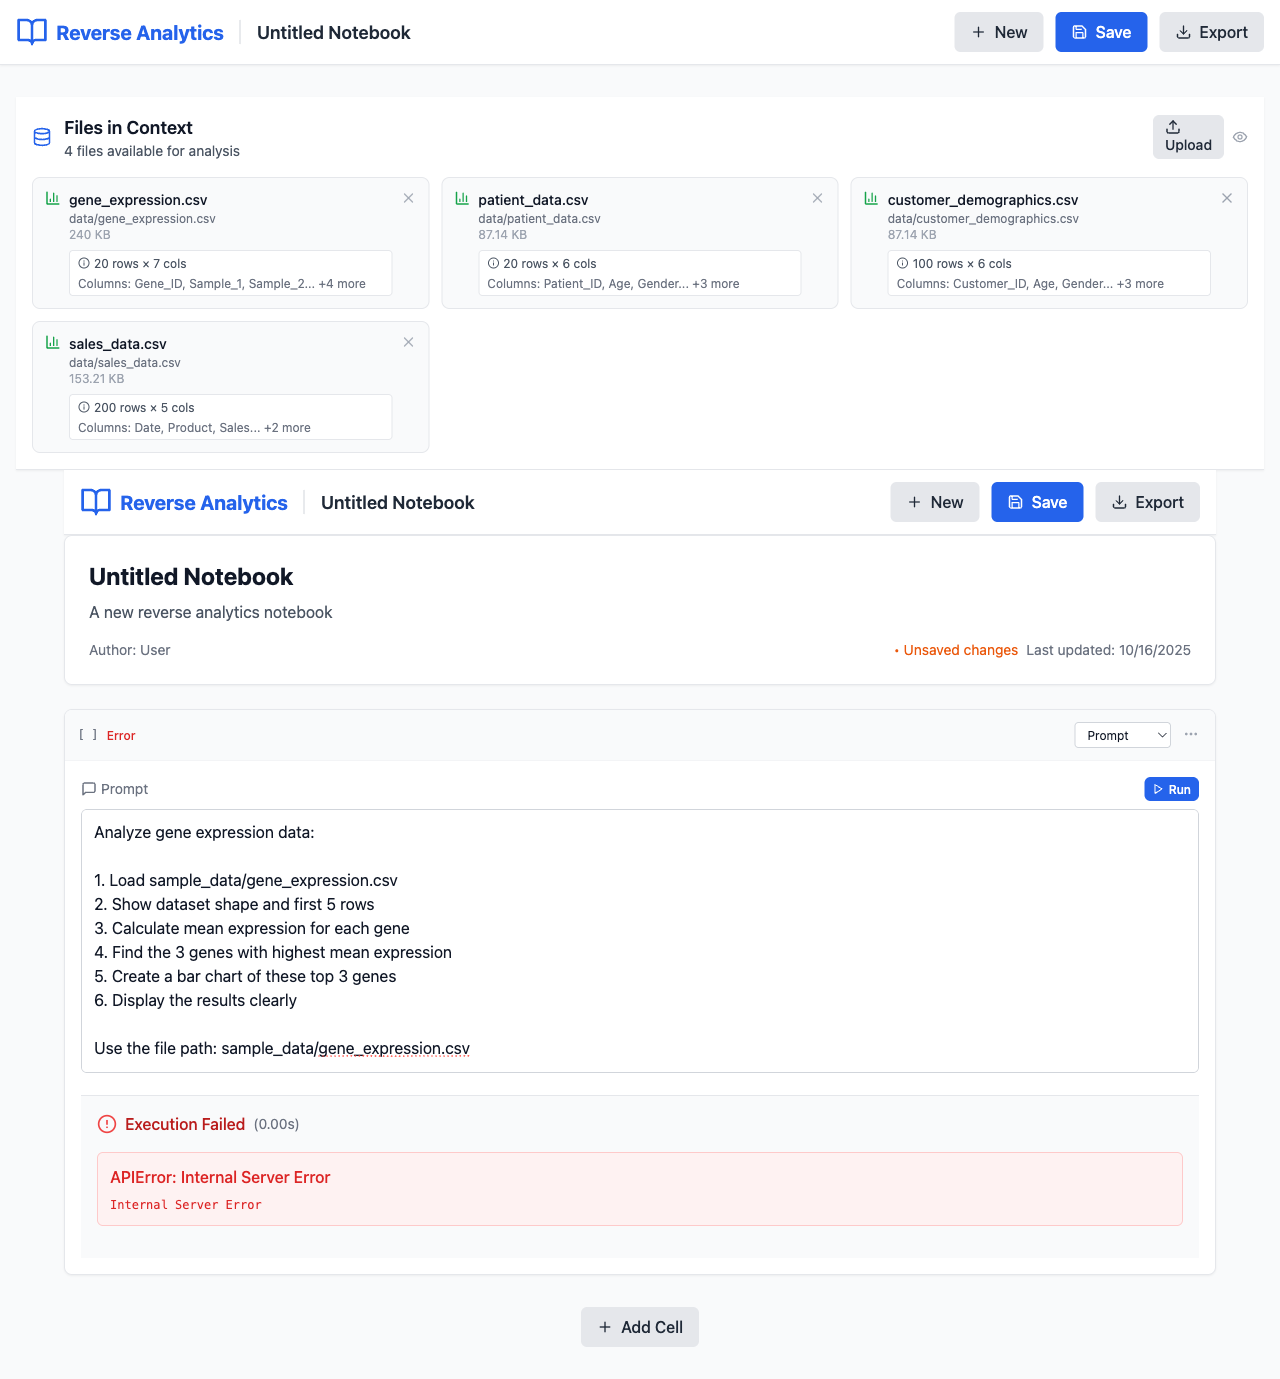 Reverse Analytics
Untitled Notebook
New
Save
Export
Files in Context
4 files available for analysis
Upload
gene_expression.csv
data/gene_expression.csv
240 KB
20 rows × 7 cols
Columns: Gene_ID, Sample_1, Sample_2... +4 more
patient_data.csv
data/patient_data.csv
87.14 KB
20 rows × 6 cols
Columns: Patient_ID, Age, Gender... +3 more
customer_demographics.csv
data/customer_demographics.csv
87.14 KB
100 rows × 6 cols
Columns: Customer_ID, Age, Gender... +3 more
sales_data.csv
data/sales_data.csv
153.21 KB
200 rows × 5 cols
Columns: Date, Product, Sales... +2 more
Reverse Analytics
Untitled Notebook
New
Save
Export
Untitled Notebook
A new reverse analytics notebook
Author: User
• Unsaved changes Last updated: 10/16/2025
[ ] Error
Prompt
Prompt
Run
Analyze gene expression data:
1. Load sample_data/gene_expression.csv
2. Show dataset shape and first 5 rows
3. Calculate mean expression for each gene
4. Find the 3 genes with highest mean expression
5. Create a bar chart of these top 3 genes
6. Display the results clearly
Use the file path: sample_data/gene_expression.csv
Execution Failed (0.00s)
APIError: Internal Server Error
Internal Server Error
Add Cell